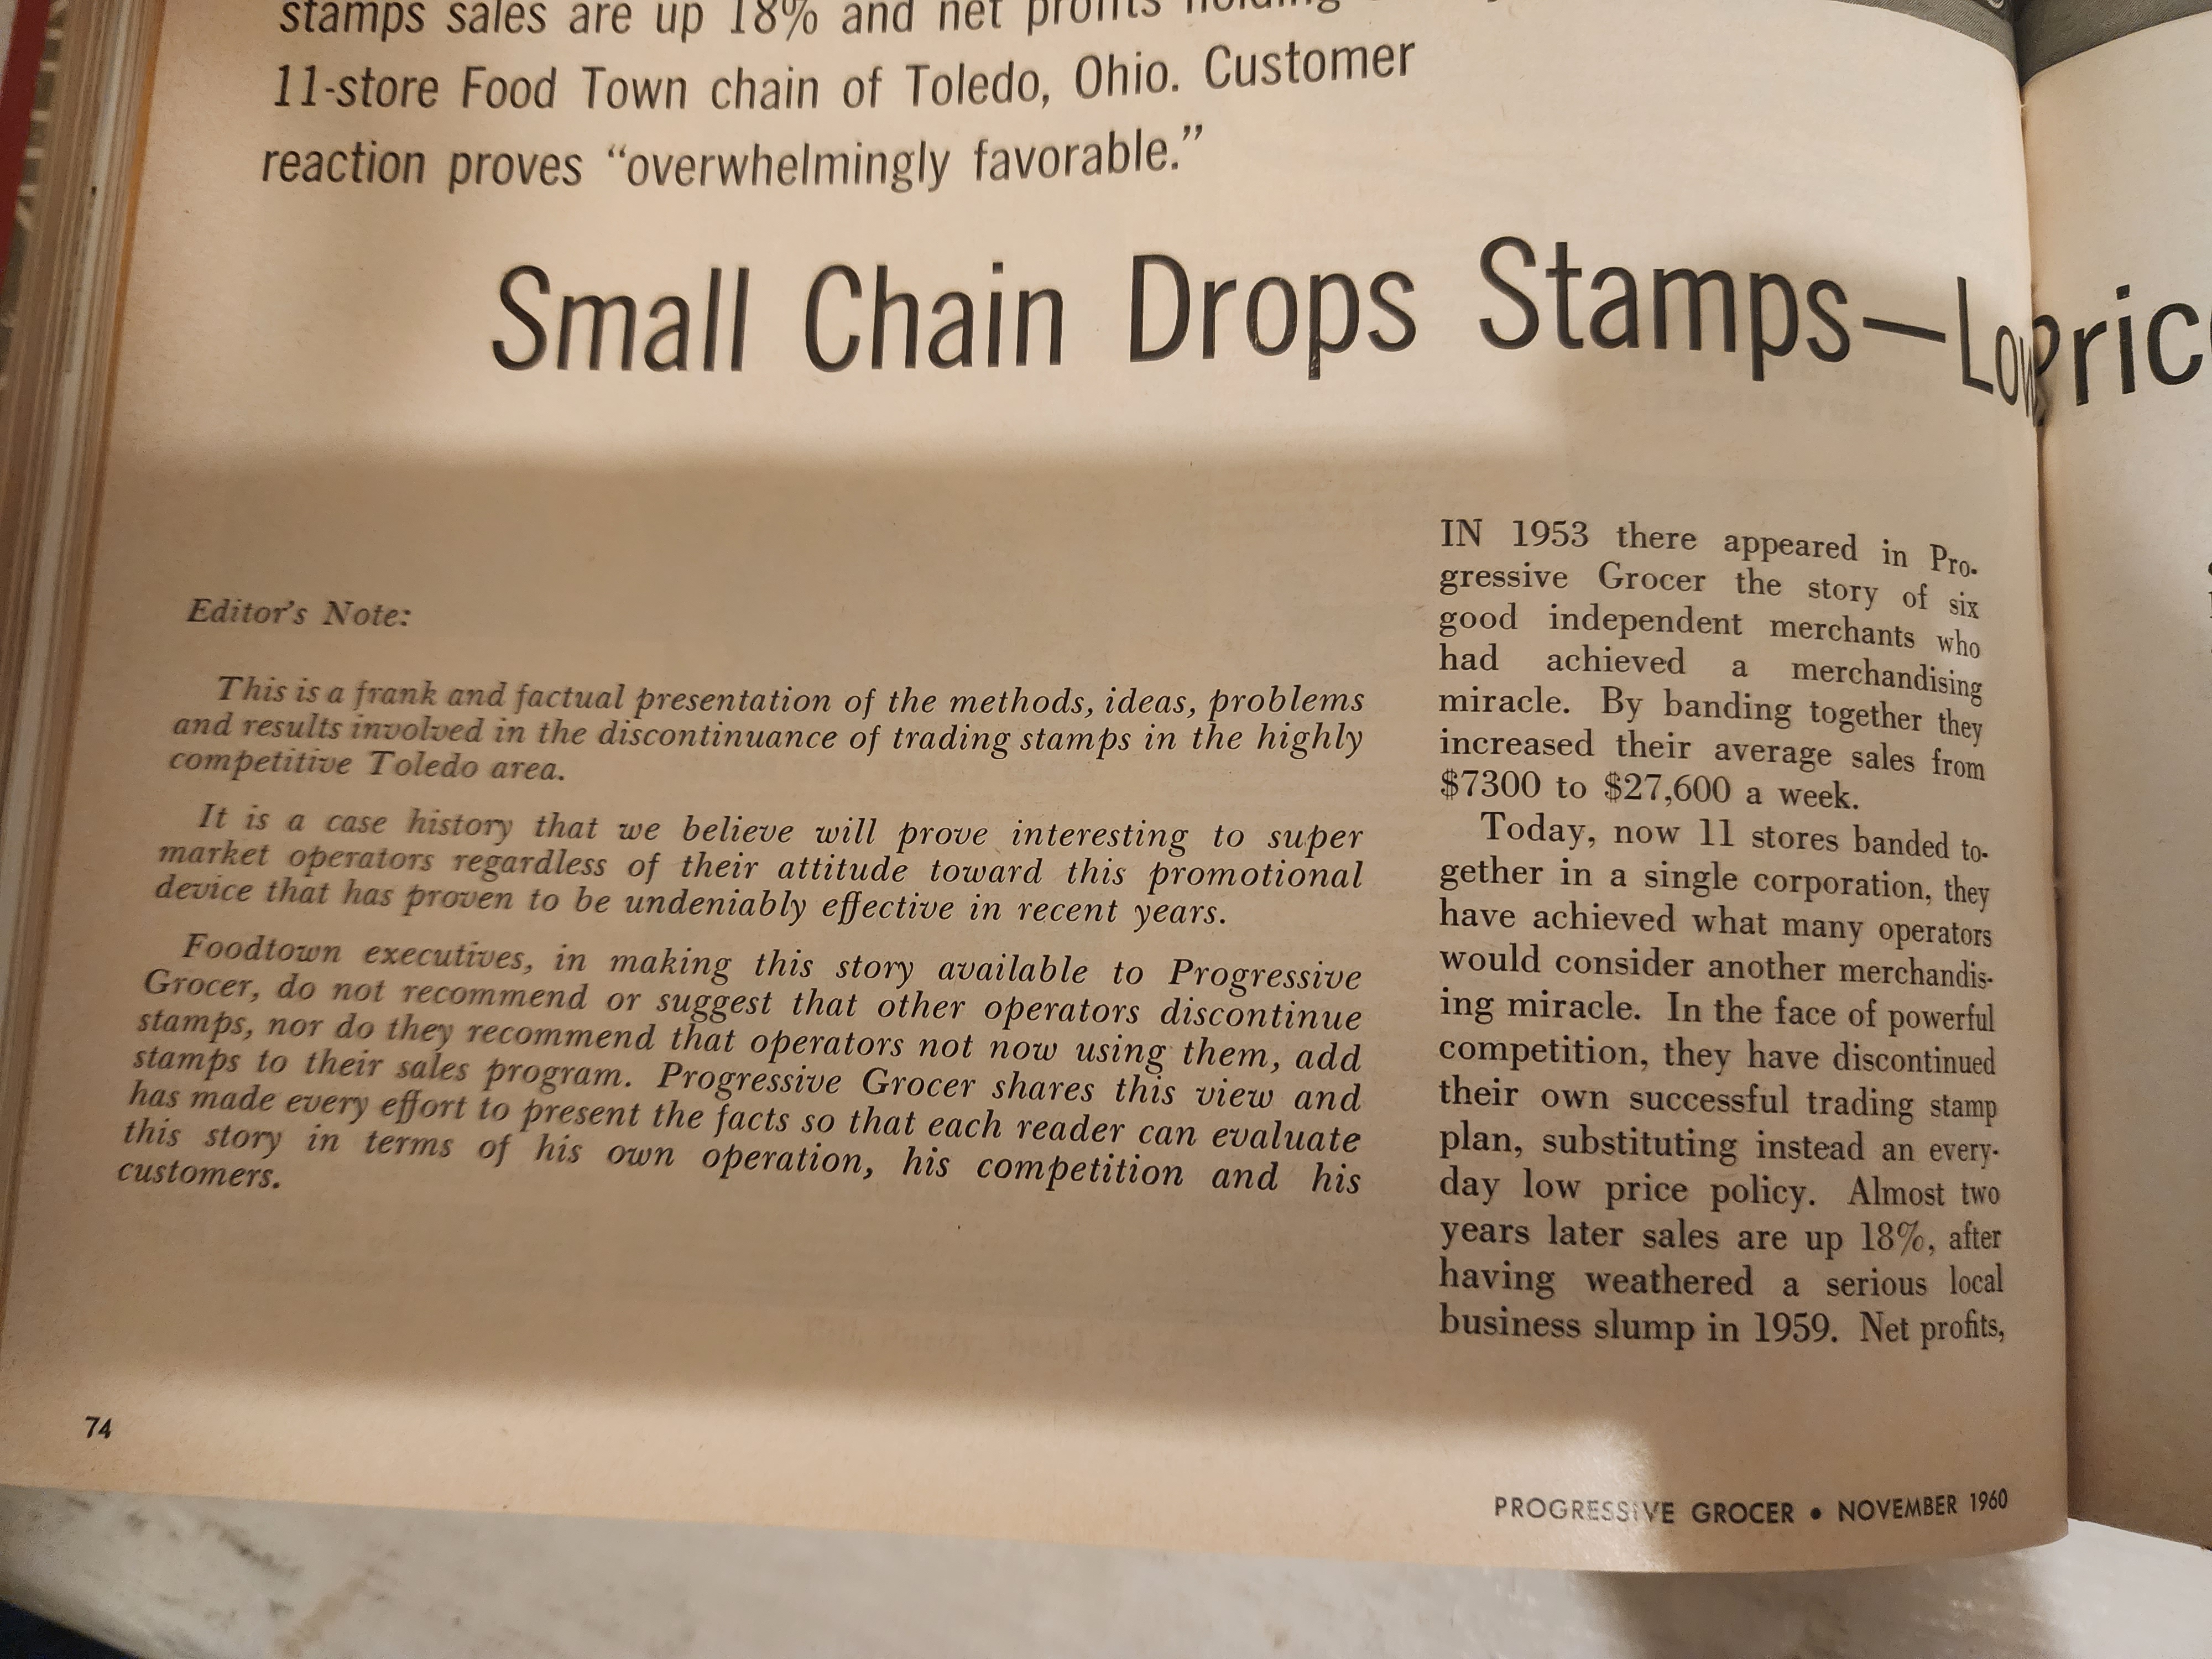 stamps sales are up 18% and net profits holding
11-store Food Town chain of Toledo, Ohio. Customer
reaction proves “overwhelmingly favorable.”
Small Chain Drops Stamps—Low Pric
Editor's Note:
This is a frank and factual presentation of the methods, ideas, problems
and results involved in the discontinuance of trading stamps in the highly
competitive Toledo area.
It is a case history that we believe will prove interesting to super
market operators regardless of their attitude toward this promotional
device that has proven to be undeniably effective in recent years.
Foodtown executives, in making this story available to Progressive
Grocer, do not recommend or suggest that other operators discontinue
stamps, nor do they recommend that operators not now using them, add
stamps to their sales program. Progressive Grocer shares this view and
has made every effort to present the facts so that each reader can evaluate
this story in terms of his own operation, his competition and his
customers.
IN 1953 there appeared in Pro-
gressive Grocer the story of six
good independent merchants who
had achieved a merchandising
miracle. By banding together they
increased their average sales from
$7300 to $27,600 a week.
Today, now 11 stores banded to-
gether in a single corporation, they
have achieved what many operators
would consider another merchandis-
ing miracle. In the face of powerful
competition, they have discontinued
their own successful trading stamp
plan, substituting instead an every-
day low price policy. Almost two
years later sales are up 18%, after
having weathered a serious local
business slump in 1959. Net profits,
74
PROGRESSIVE GROCER • NOVEMBER 1960